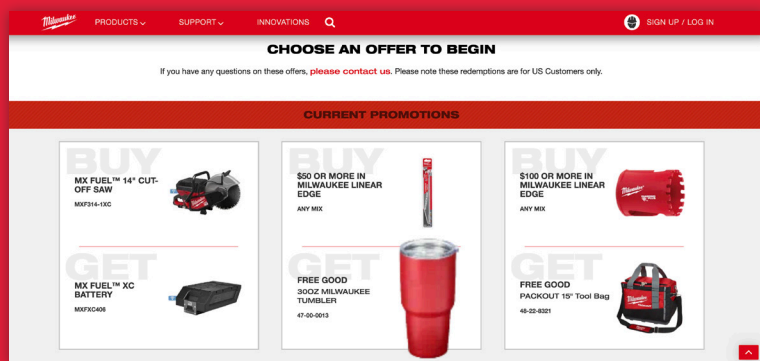 Milwaukee
PRODUCTS
SUPPORT
INNOVATIONS
SIGN UP / LOG IN
CHOOSE AN OFFER TO BEGIN
If you have any questions on these offers, please contact us. Please note these redemptions are for US Customers only.
CURRENT PROMOTIONS
BUY
MX FUEL™ 14" CUT-
OFF SAW
MXF314-1XC
GET
MX FUEL™ XC
BATTERY
MXFXC406
BUY
$50 OR MORE IN
MILWAUKEE LINEAR
EDGE
ANY MIX
GET
FREE GOOD
30OZ MILWAUKEE
TUMBLER
47-00-0013
BUY
$100 OR MORE IN
MILWAUKEE LINEAR
EDGE
ANY MIX
Milwaukee
GET
FREE GOOD
PACKOUT 15" Tool Bag
48-22-8321
Milwaukee